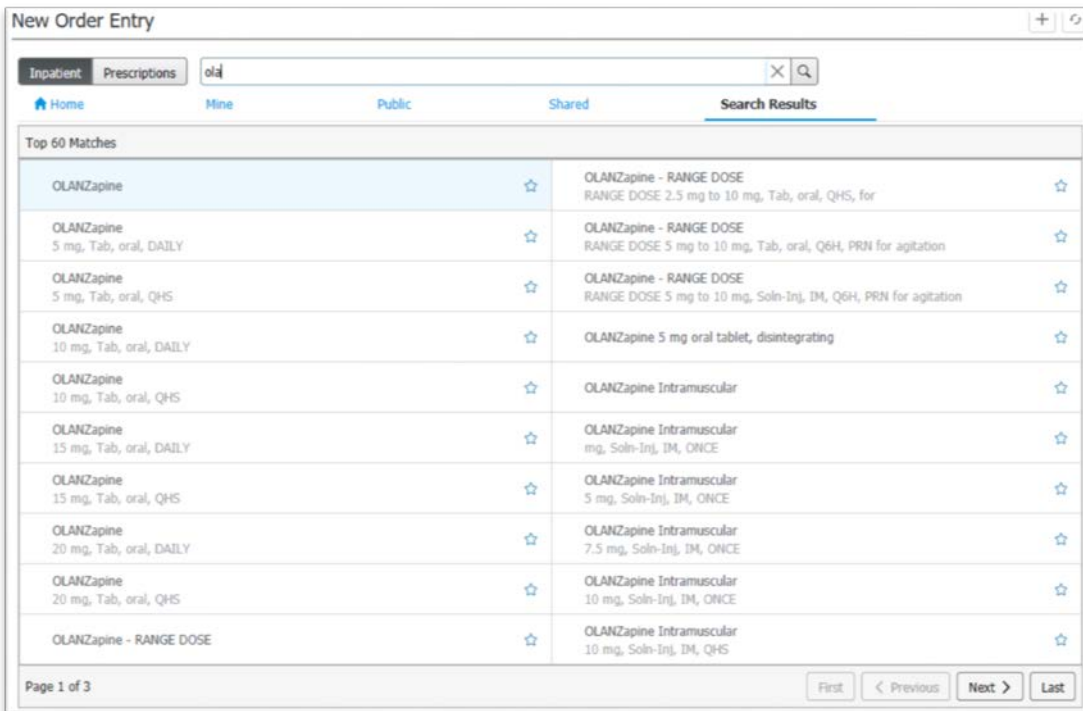 New Order Entry
Inpatient Prescriptions ola
Home Mine Public Shared Search Results
Top 60 Matches
OLANZapine
OLANZapine
5 mg, Tab, oral, DAILY
OLANZapine
5 mg, Tab, oral, QHS
OLANZapine
10 mg, Tab, oral, DAILY
OLANZapine
10 mg, Tab, oral, QHS
OLANZapine
15 mg, Tab, oral, DAILY
OLANZapine
15 mg, Tab, oral, QHS
OLANZapine
20 mg, Tab, oral, DAILY
OLANZapine
20 mg, Tab, oral, QHS
OLANZapine - RANGE DOSE
OLANZapine - RANGE DOSE
RANGE DOSE 2.5 mg to 10 mg, Tab, oral, QHS, for
OLANZapine - RANGE DOSE
RANGE DOSE 5 mg to 10 mg, Tab, oral, Q6H, PRN for agitation
OLANZapine - RANGE DOSE
RANGE DOSE 5 mg to 10 mg, Soln-Inj, IM, Q6H, PRN for agitation
OLANZapine 5 mg oral tablet, disintegrating
OLANZapine Intramuscular
OLANZapine Intramuscular
mg, Soln-Inj, IM, ONCE
OLANZapine Intramuscular
5 mg, Soln-Inj, IM, ONCE
OLANZapine Intramuscular
7.5 mg, Soln-Inj, IM, ONCE
OLANZapine Intramuscular
10 mg, Soln-Inj, IM, ONCE
OLANZapine Intramuscular
10 mg, Soln-Inj, IM, QHS
Page 1 of 3 First Previous Next Last